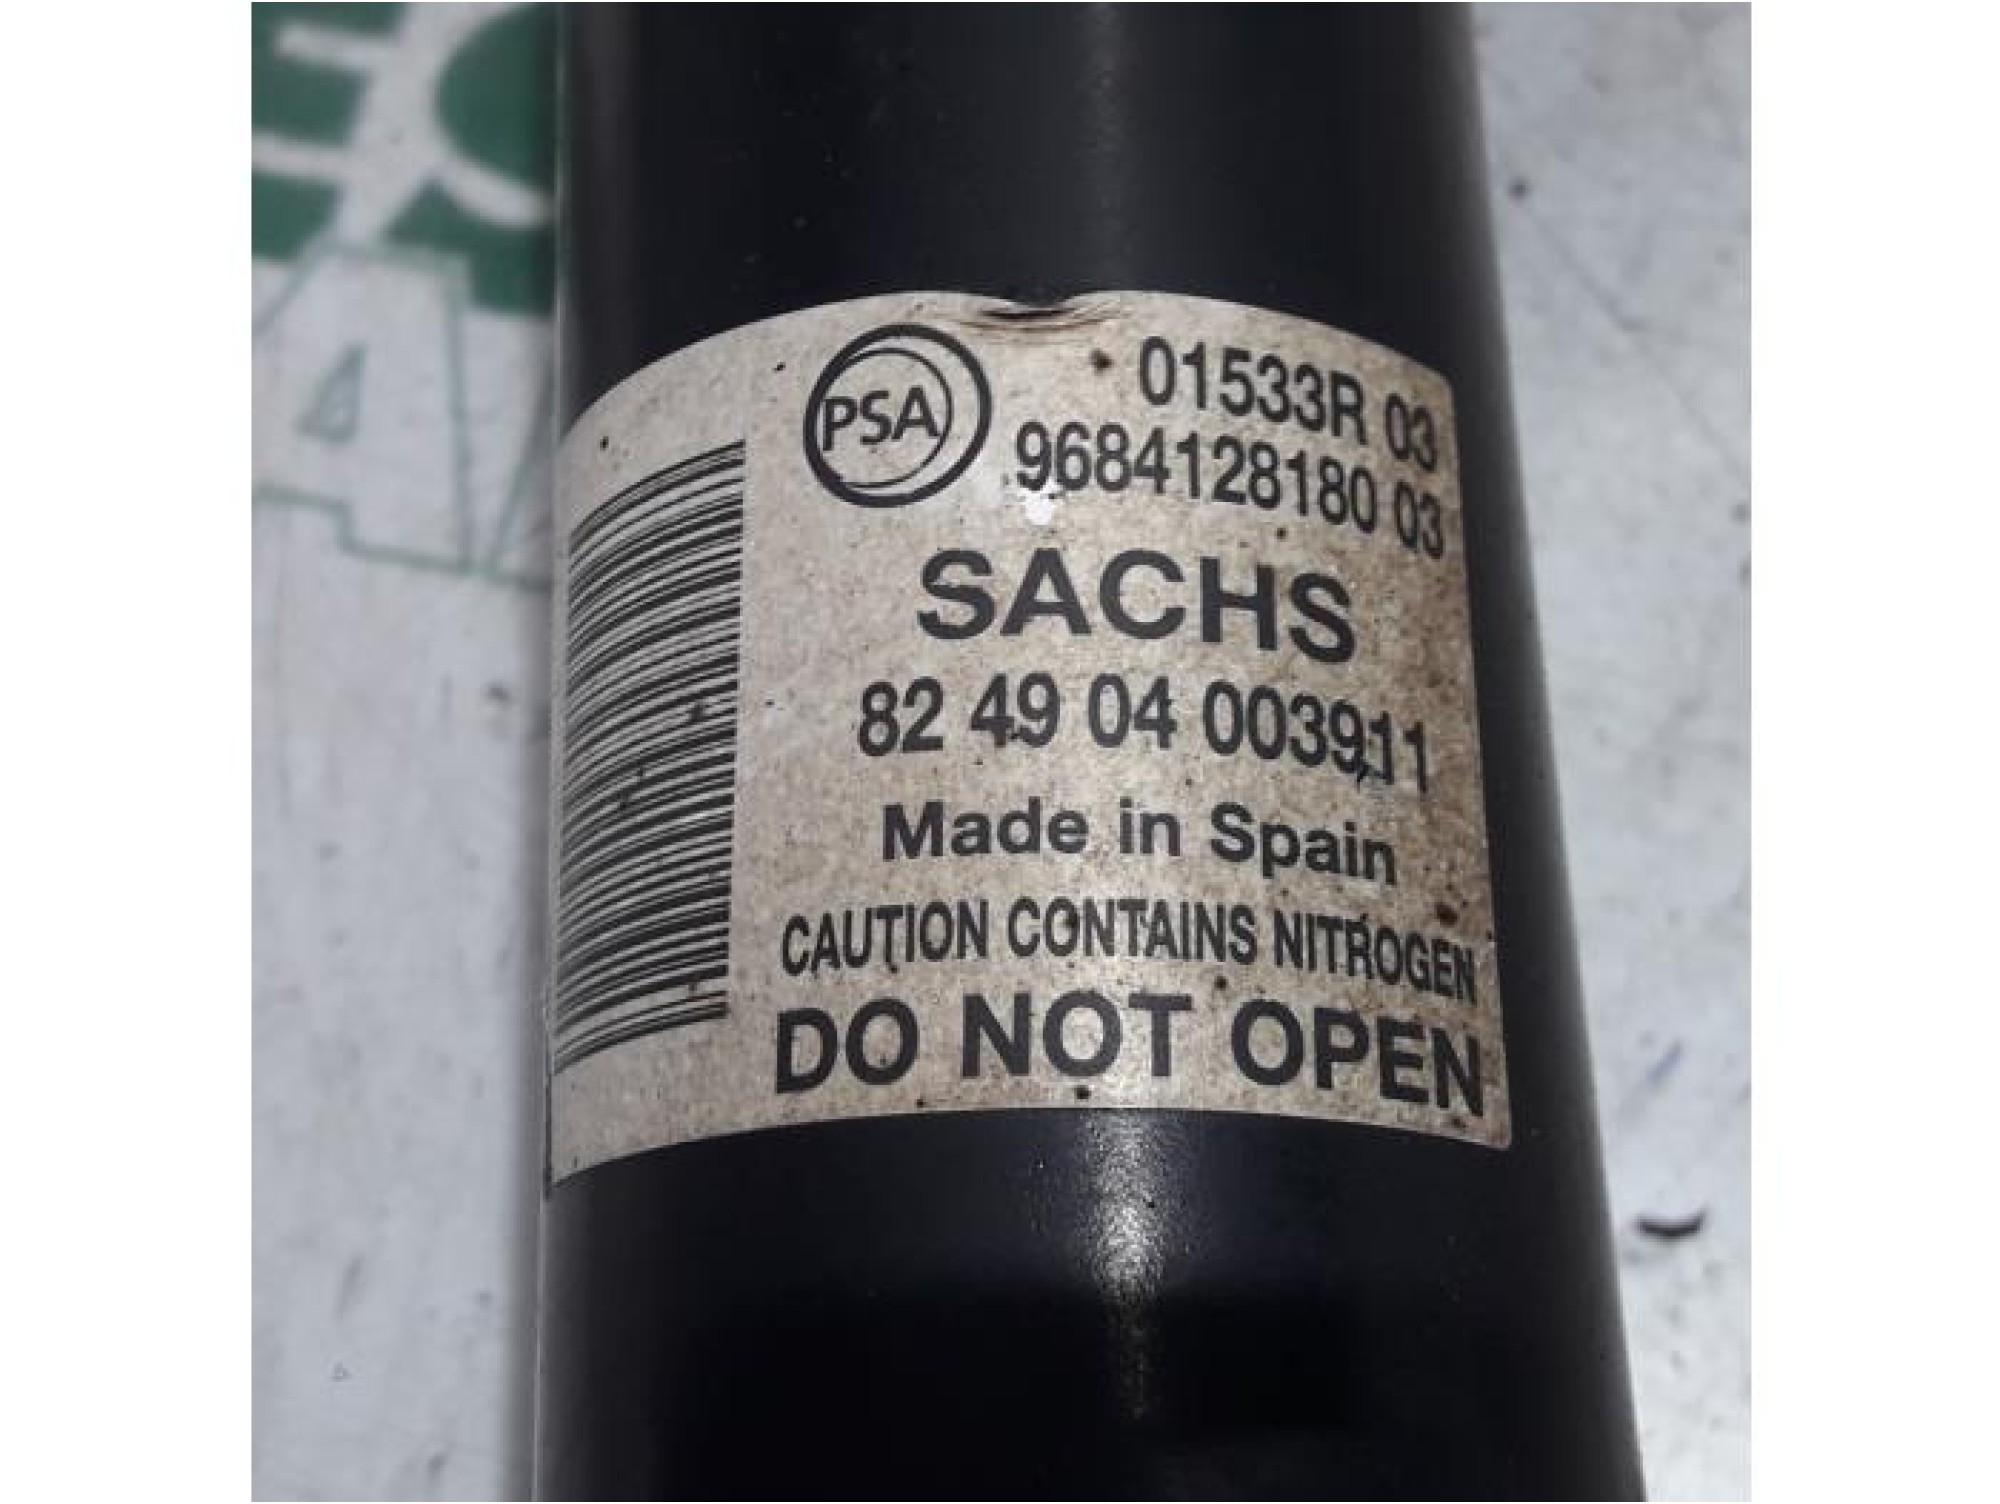 PSA
01533R 03
9684128180 03
SACHS
82 49 04 003911
Made in Spain
CAUTION CONTAINS NITROGEN
DO NOT OPEN